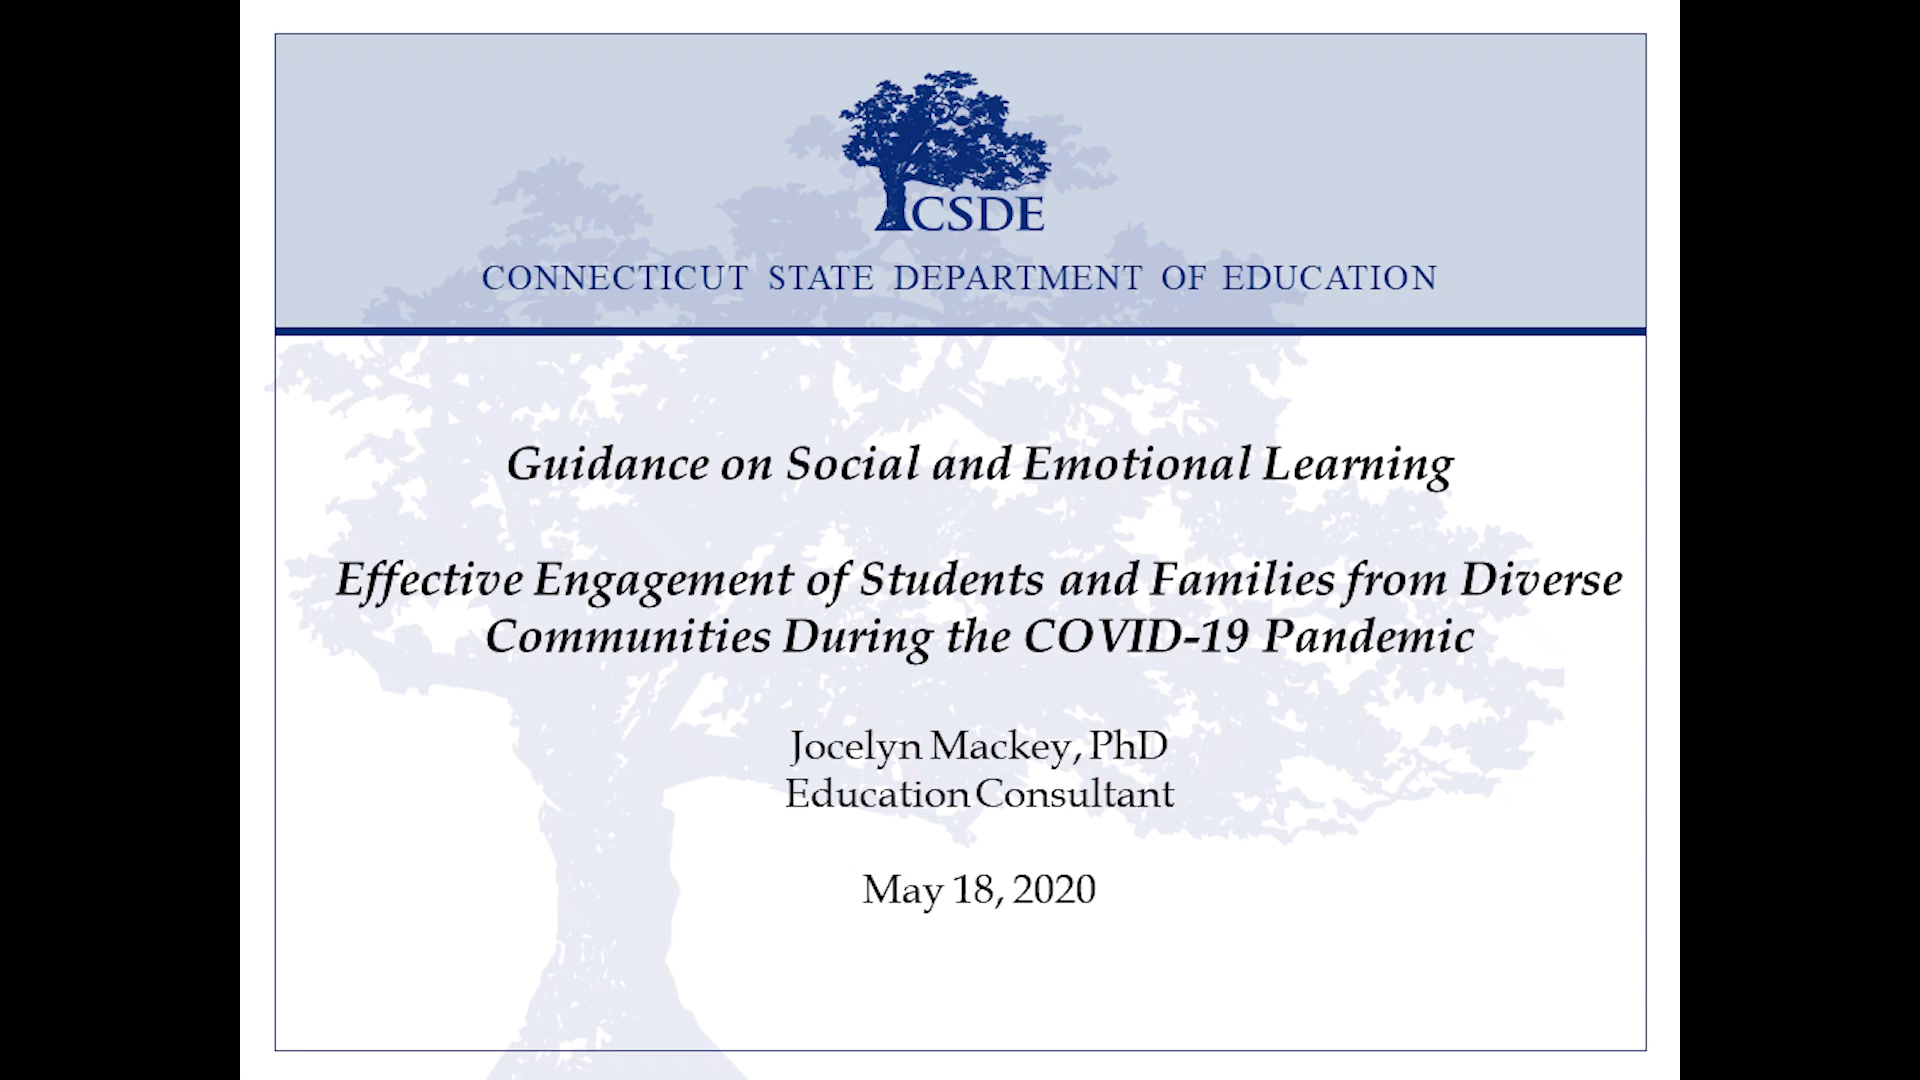 CSDE
CONNECTICUT STATE DEPARTMENT OF EDUCATION
Guidance on Social and Emotional Learning
Effective Engagement of Students and Families from Diverse
Communities During the COVID-19 Pandemic
Jocelyn Mackey, PhD
Education Consultant
May 18, 2020